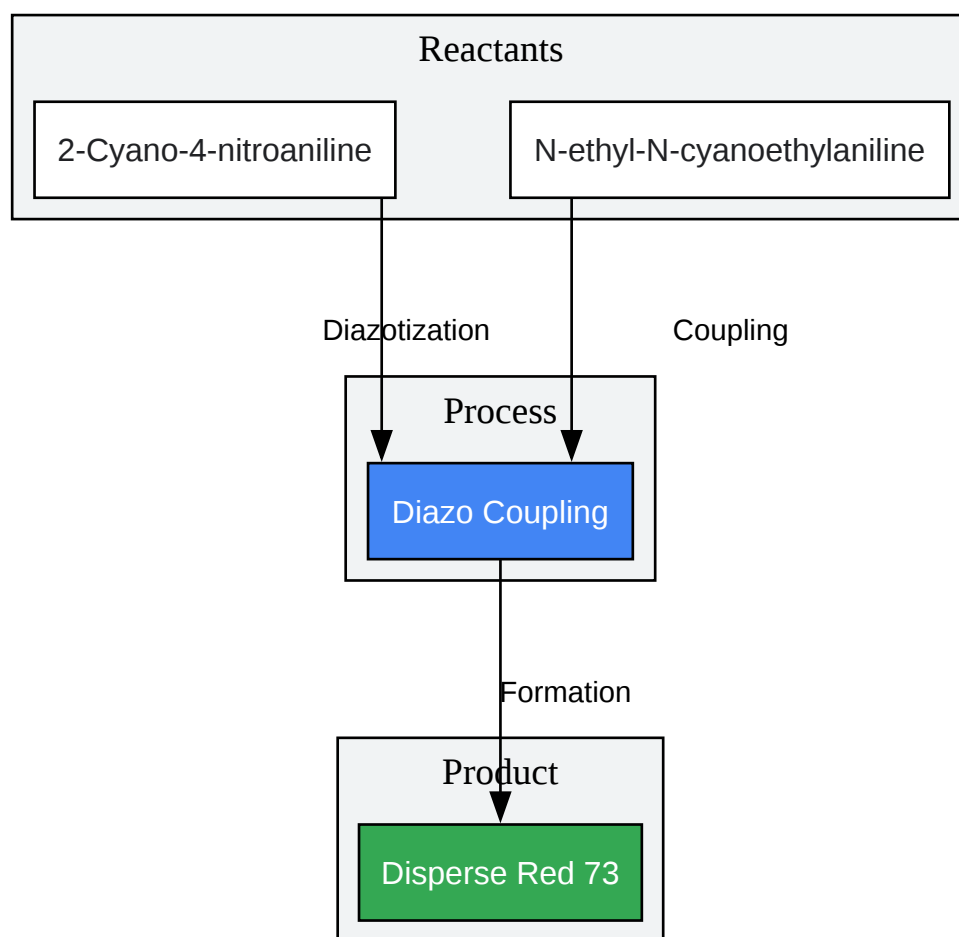 Reactants
2-Cyano-4-nitroaniline
N-ethyl-N-cyanoethylaniline
Diazotization
Coupling
Process
Diazo Coupling
Formation
Product
Disperse Red 73